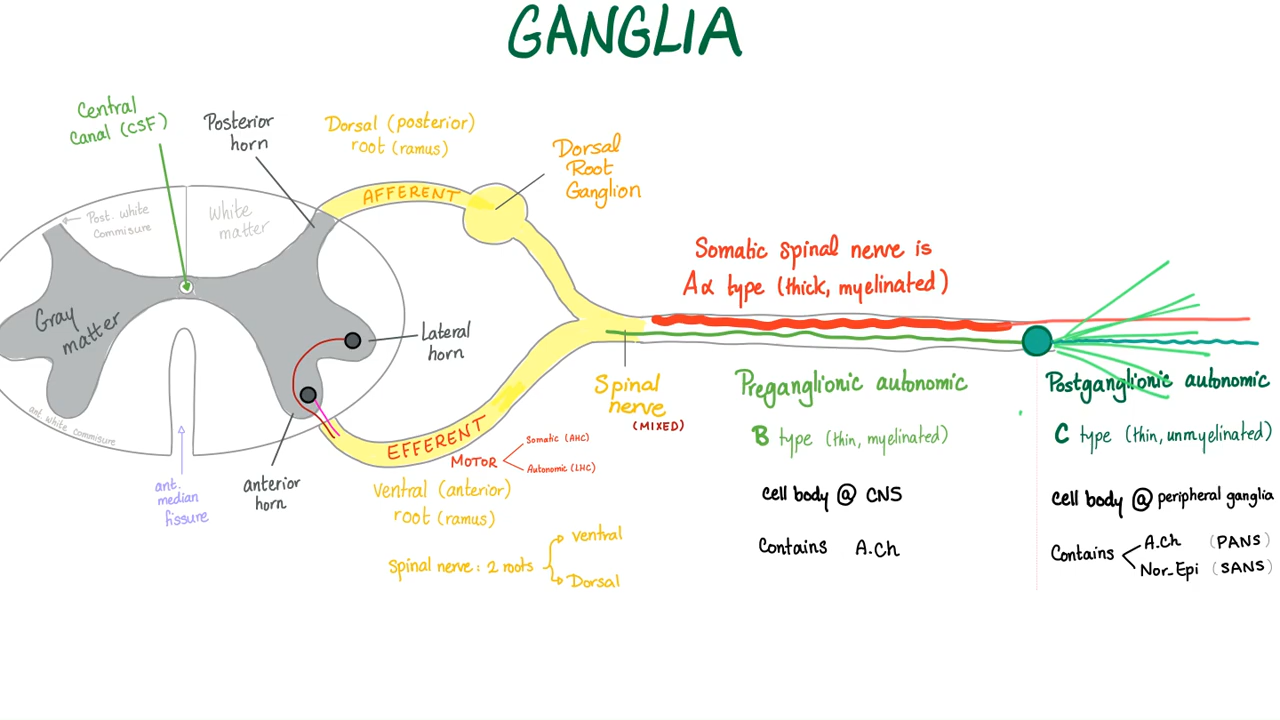 GANGLIA
Central
Canal (CSF)
Posterior
horn
Dorsal (posterior)
root (ramus)
Dorsal
Root
Ganglion
AFFERENT
Post. white
Commisure
White
matter
Gray
matter
Lateral
horn
ant. white commisure
ant.
median
fissure
anterior
horn
EFFERENT
MOTOR
Somatic (AHC)
Autonomic (LHC)
Ventral (anterior)
root (ramus)
Spinal nerve: 2 roots
Ventral
Dorsal
Spinal
nerve
(MIXED)
Somatic spinal nerve is
Aα type (thick, myelinated)
Preganglionic autonomic
B type (thin, myelinated)
cell body @ CNS
Contains A.Ch
Postganglionic autonomic
C type (thin, unmyelinated)
cell body @ peripheral ganglia
Contains
A.ch (PANS)
Nor-Epi (SANS)